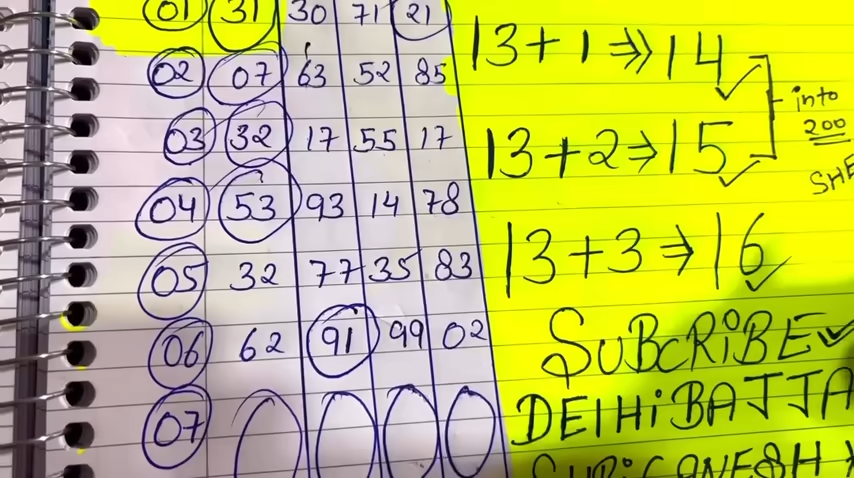 01 31 30 71 21
02 07 63 52 85
03 32 17 55 17
04 53 93 14 78
05 32 77 35 83
06 62 91 99 02
07
13+1⇒14
13+2⇒15
into
200
13+3⇒16
SUBCRIBE
DElHiBAJJA